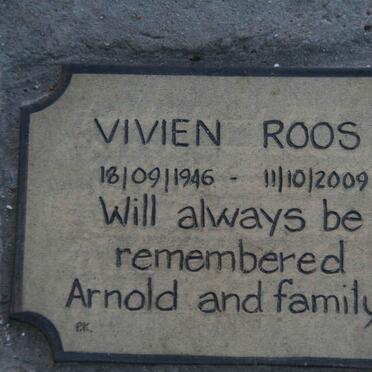 VIVIEN ROOS
18/09/1946 - 11/10/2009
Will always be
remembered
Arnold and family
P.K.